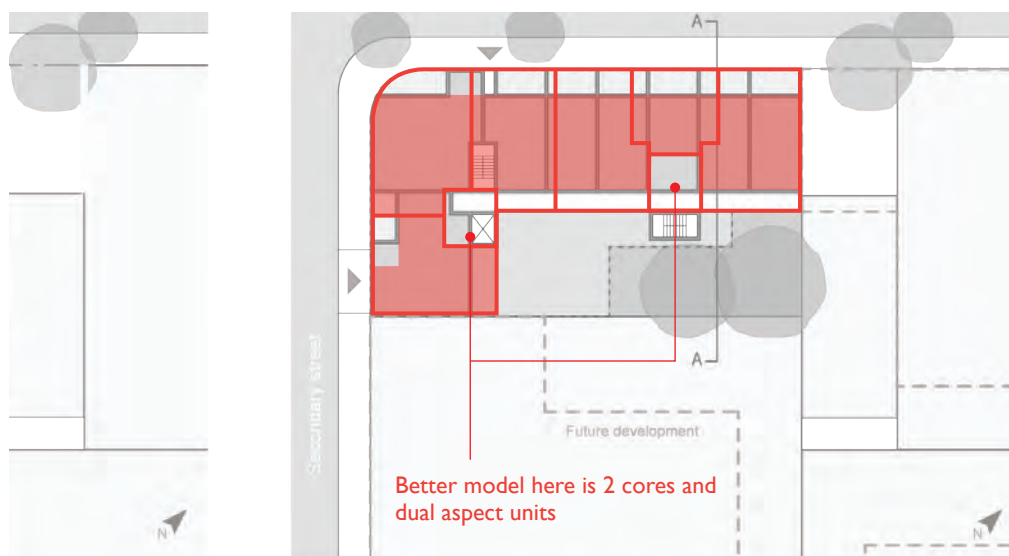 A
Secondary street
A
Future development
Better model here is 2 cores and
dual aspect units
N
N